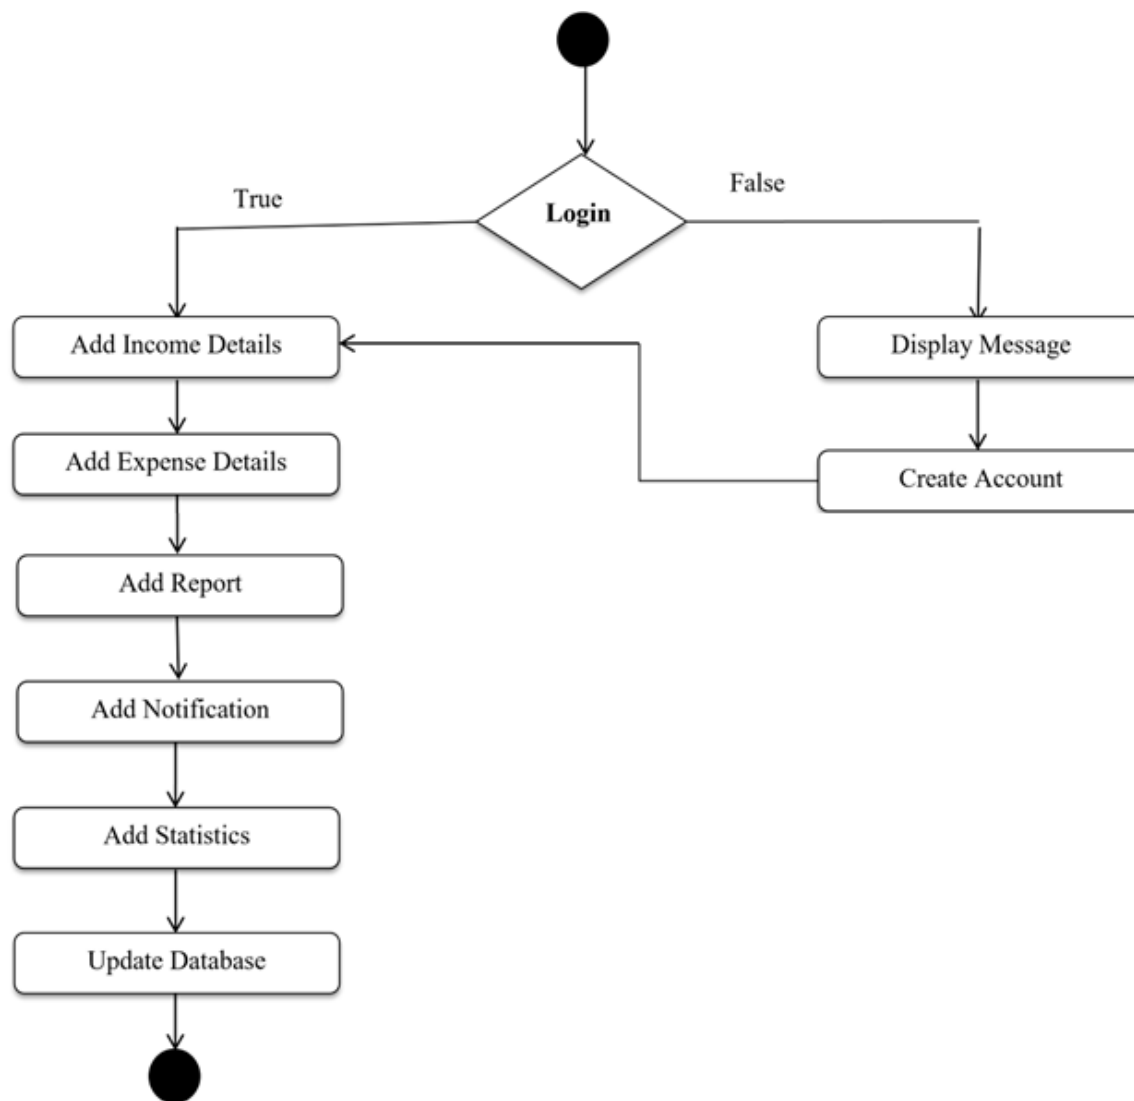 True
False
Login
Add Income Details
Display Message
Add Expense Details
Create Account
Add Report
Add Notification
Add Statistics
Update Database